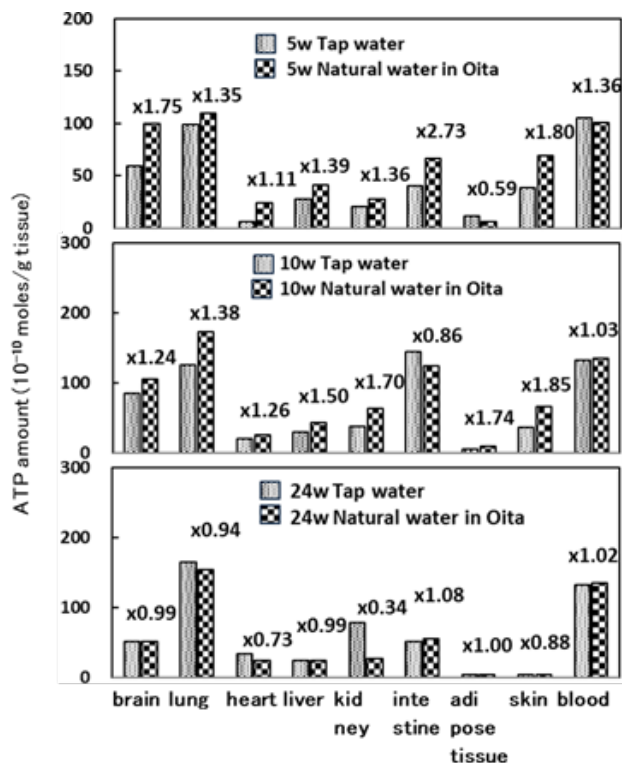 ATP amount (10⁻¹⁰ moles/g tissue)
200
150
100
50
0
5w Tap water
5w Natural water in Oita
x1.75
x1.35
x1.11
x1.39
x1.36
x2.73
x0.59
x1.80
x1.36
300
200
100
0
10w Tap water
10w Natural water in Oita
x1.24
x1.38
x1.26
x1.50
x1.70
x0.86
x1.74
x1.85
x1.03
300
200
100
0
24w Tap water
24w Natural water in Oita
x0.99
x0.94
x0.73
x0.99
x0.34
x1.08
x1.00
x0.88
x1.02
brain lung heart liver kid inte adi skin blood
ney stine pose
tissue